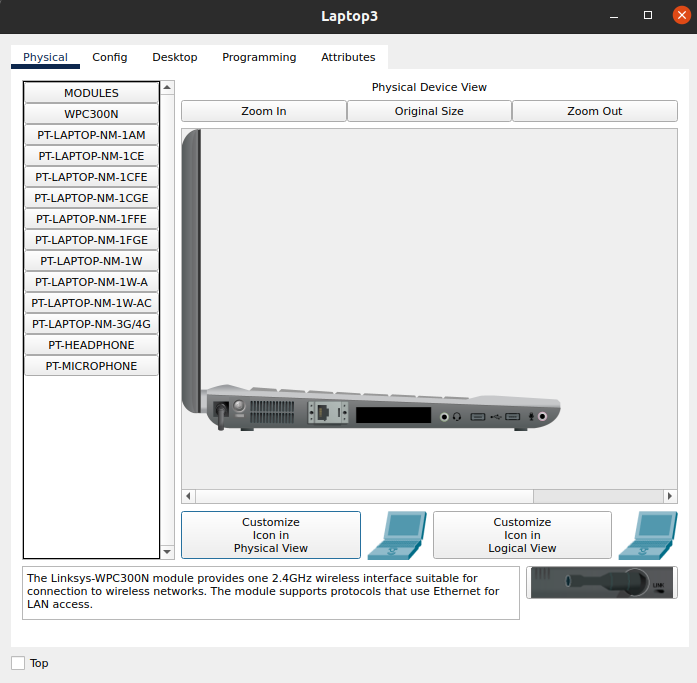 Laptop3
Physical
Config
Desktop
Programming
Attributes
MODULES
WPC300N
PT-LAPTOP-NM-1AM
PT-LAPTOP-NM-1CE
PT-LAPTOP-NM-1CFE
PT-LAPTOP-NM-1CGE
PT-LAPTOP-NM-1FFE
PT-LAPTOP-NM-1FGE
PT-LAPTOP-NM-1W
PT-LAPTOP-NM-1W-A
PT-LAPTOP-NM-1W-AC
PT-LAPTOP-NM-3G/4G
PT-HEADPHONE
PT-MICROPHONE
Physical Device View
Zoom In
Original Size
Zoom Out
Customize
Icon in
Physical View
Customize
Icon in
Logical View
The Linksys-WPC300N module provides one 2.4GHz wireless interface suitable for
connection to wireless networks. The module supports protocols that use Ethernet for
LAN access.
LINK
Top